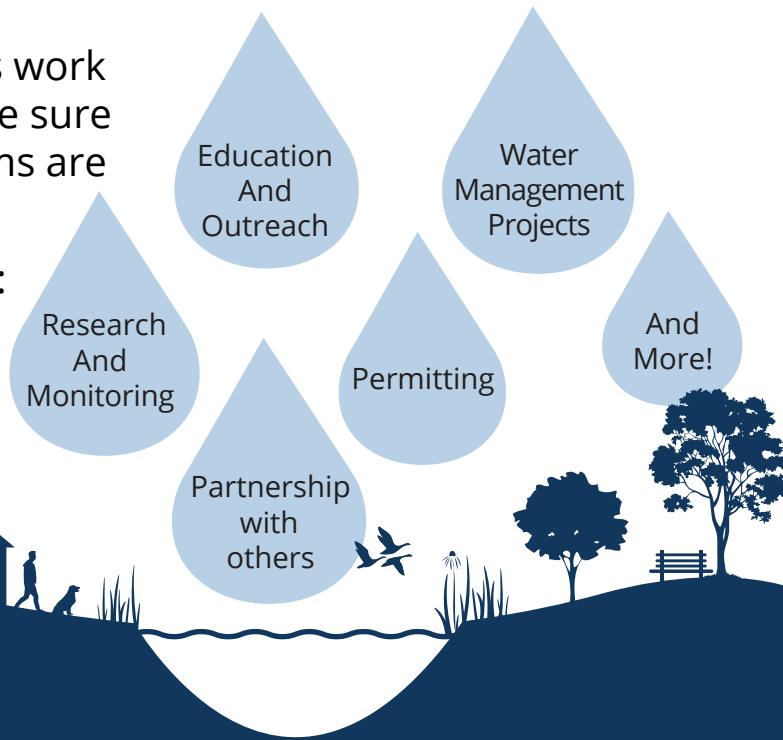 s work
e sure
ns are
:
Education
And
Outreach
Water
Management
Projects
Research
And
Monitoring
Permitting
And
More!
Partnership
with
others